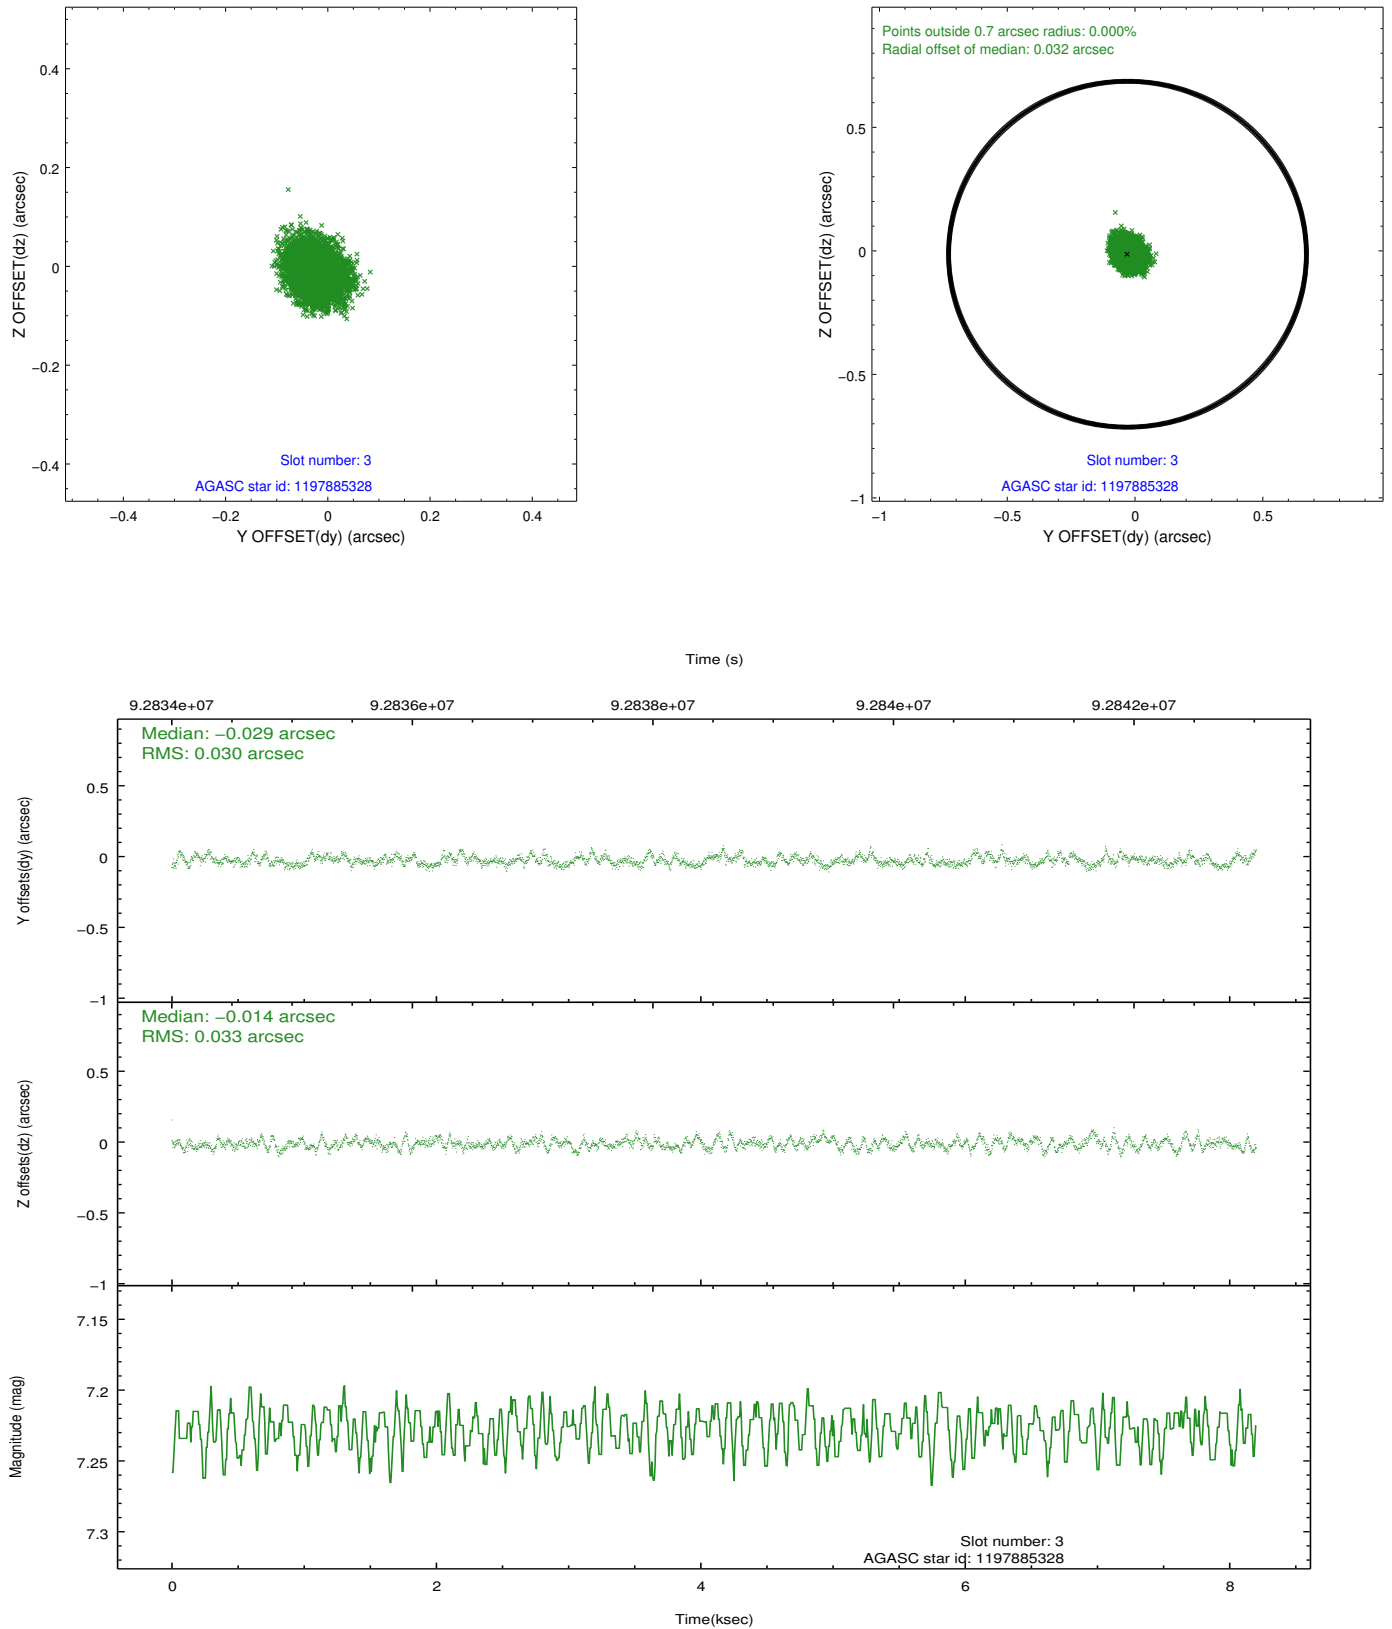 0.4
0.2
0
−0.2
−0.4
Z OFFSET(dz) (arcsec)
Slot number: 3
AGASC star id: 1197885328
−0.4 −0.2 0 0.2 0.4
Y OFFSET(dy) (arcsec)
Points outside 0.7 arcsec radius: 0.000%
Radial offset of median: 0.032 arcsec
0.5
0
−0.5
−1
Z OFFSET(dz) (arcsec)
Slot number: 3
AGASC star id: 1197885328
−1 −0.5 0 0.5
Y OFFSET(dy) (arcsec)
Time (s)
9.2834e+07 9.2836e+07 9.2838e+07 9.284e+07 9.2842e+07
Median: −0.029 arcsec
RMS: 0.030 arcsec
0.5
0
−0.5
−1
Y offsets(dy) (arcsec)
Median: −0.014 arcsec
RMS: 0.033 arcsec
0.5
0
−0.5
−1
Z offsets(dz) (arcsec)
7.15
7.2
7.25
7.3
Magnitude (mag)
Slot number: 3
AGASC star id: 1197885328
0 2 4 6 8
Time(ksec)